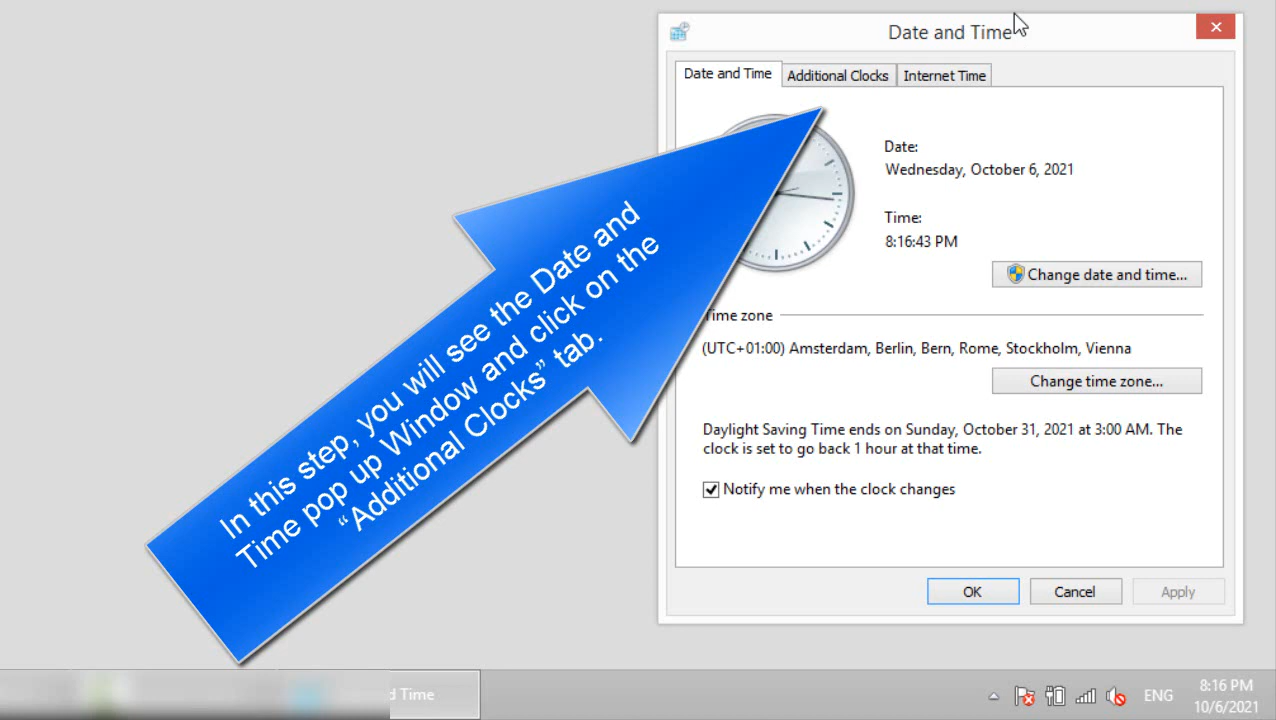 Date and Time
Date and Time
Additional Clocks
Internet Time
Date:
Wednesday, October 6, 2021
Time:
8:16:43 PM
Change date and time...
Time zone
(UTC+01:00) Amsterdam, Berlin, Bern, Rome, Stockholm, Vienna
Change time zone...
Daylight Saving Time ends on Sunday, October 31, 2021 at 3:00 AM. The
clock is set to go back 1 hour at that time.
Notify me when the clock changes
OK
Cancel
Apply
In this step, you will see the Date and
Time pop up Window and click on the
“Additional Clocks” tab.
d Time
ENG
8:16 PM
10/6/2021